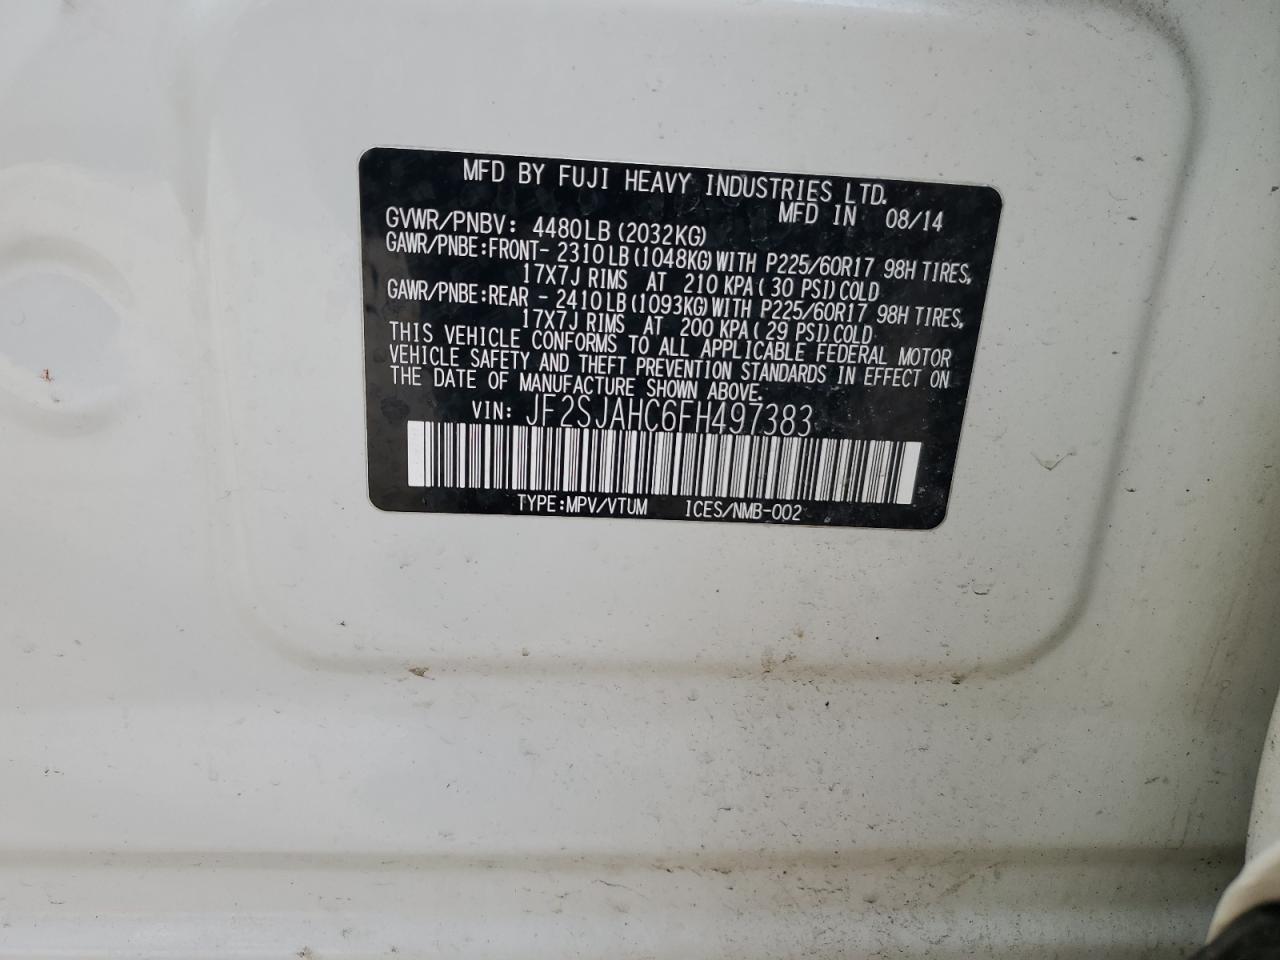 MFD BY FUJI HEAVY INDUSTRIES LTD.
MFD IN 08/14
GVWR/PNBV: 4480LB (2032KG)
GAWR/PNBE:FRONT- 2310LB(1048KG)WITH P225/60R17 98H TIRES,
17X7J RIMS AT 210 KPA( 30 PSI)COLD
GAWR/PNBE:REAR - 2410LB(1093KG)WITH P225/60R17 98H TIRES,
17X7J RIMS AT 200 KPA( 29 PSI)COLD
THIS VEHICLE CONFORMS TO ALL APPLICABLE FEDERAL MOTOR
VEHICLE SAFETY AND THEFT PREVENTION STANDARDS IN EFFECT ON
THE DATE OF MANUFACTURE SHOWN ABOVE.
VIN: JF2SJAHC6FH497383
TYPE:MPV/VTUM ICES/NMB-002